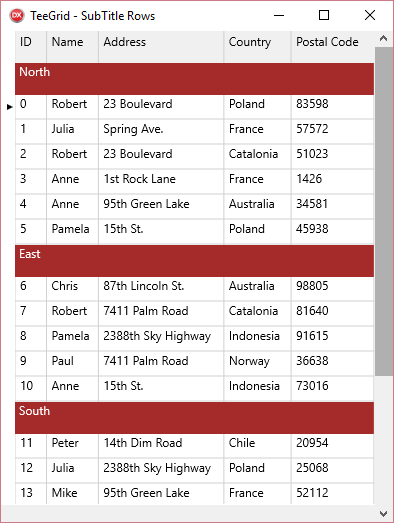 DX TeeGrid - SubTitle Rows
ID Name Address Country Postal Code
North
0 Robert 23 Boulevard Poland 83598
1 Julia Spring Ave. France 57572
2 Robert 23 Boulevard Catalonia 51023
3 Anne 1st Rock Lane France 1426
4 Anne 95th Green Lake Australia 34581
5 Pamela 15th St. Poland 45938
East
6 Chris 87th Lincoln St. Australia 98805
7 Robert 7411 Palm Road Catalonia 81640
8 Pamela 2388th Sky Highway Indonesia 91615
9 Paul 7411 Palm Road Norway 36638
10 Anne 15th St. Indonesia 73016
South
11 Peter 14th Dim Road Chile 20954
12 Julia 2388th Sky Highway Poland 25068
13 Mike 95th Green Lake France 52112